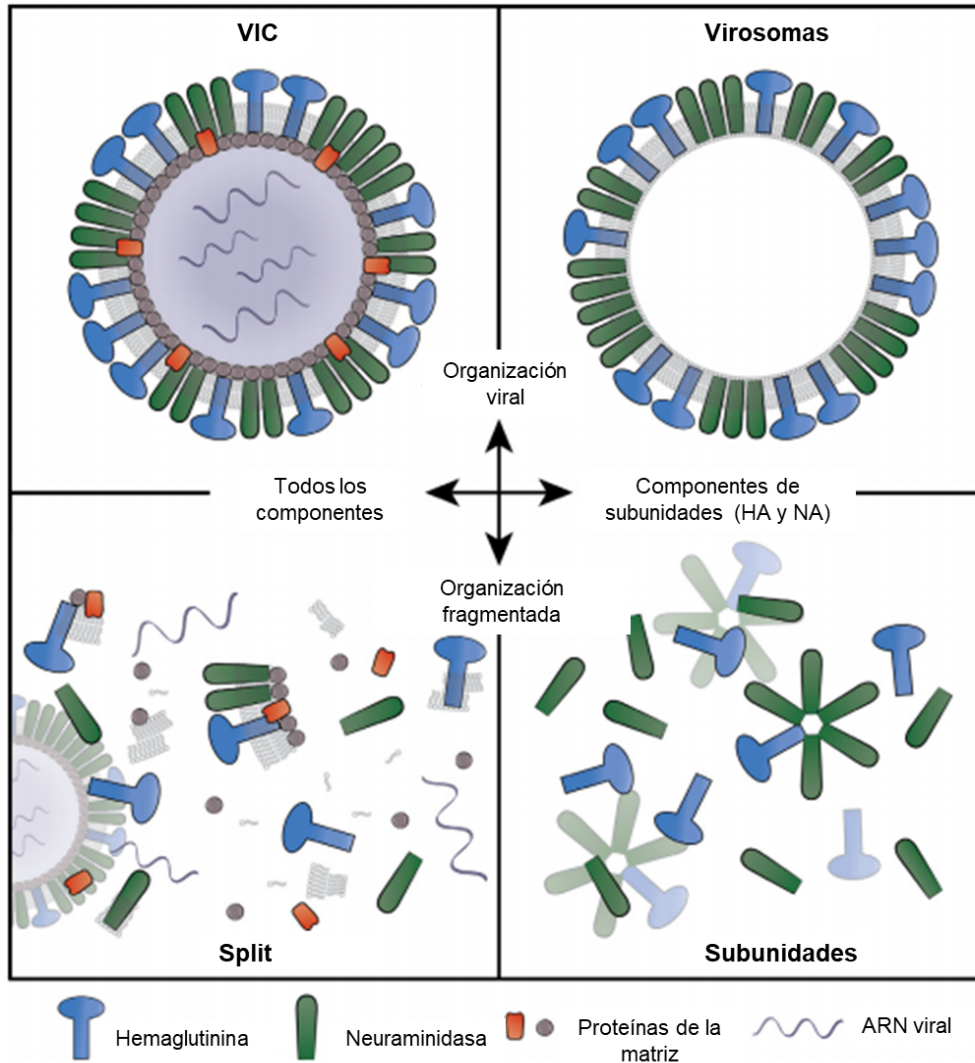 VIC
Virosomas
Organización
viral
Todos los
componentes
Componentes de
subunidades (HA y NA)
Organización
fragmentada
Split
Subunidades
Hemaglutinina
Neuraminidasa
Proteínas de la
matriz
ARN viral